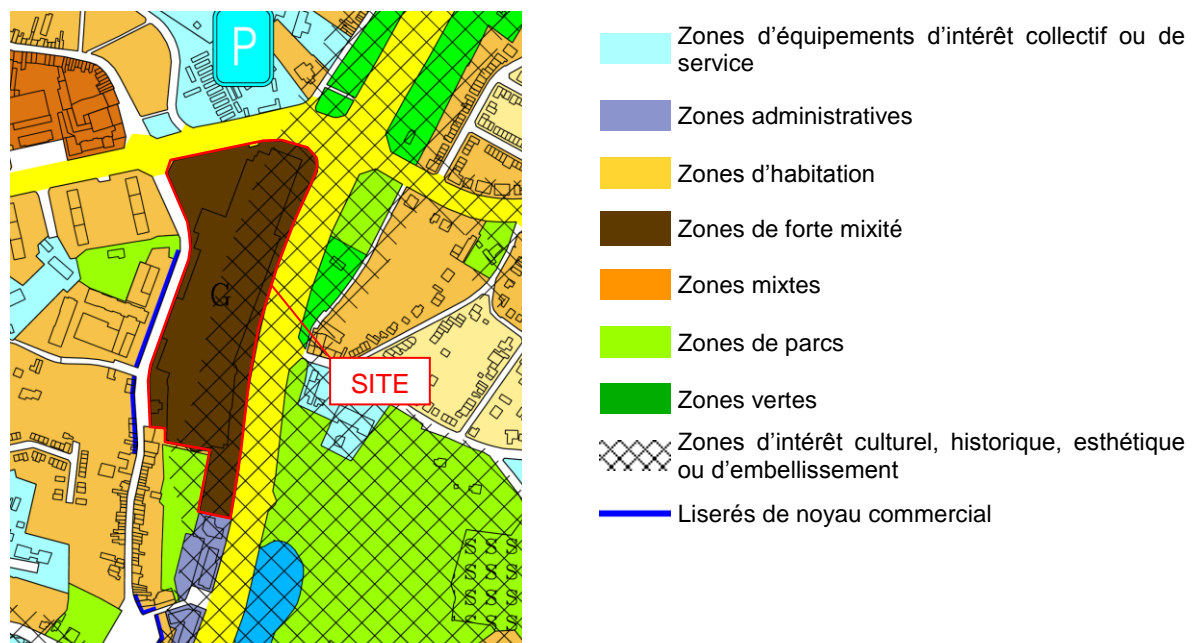 P
G
SITE
S S S
S S S
S S S
S S S
Zones d'équipements d'intérêt collectif ou de
service
Zones administratives
Zones d'habitation
Zones de forte mixité
Zones mixtes
Zones de parcs
Zones vertes
Zones d'intérêt culturel, historique, esthétique
ou d'embellissement
Liserés de noyau commercial